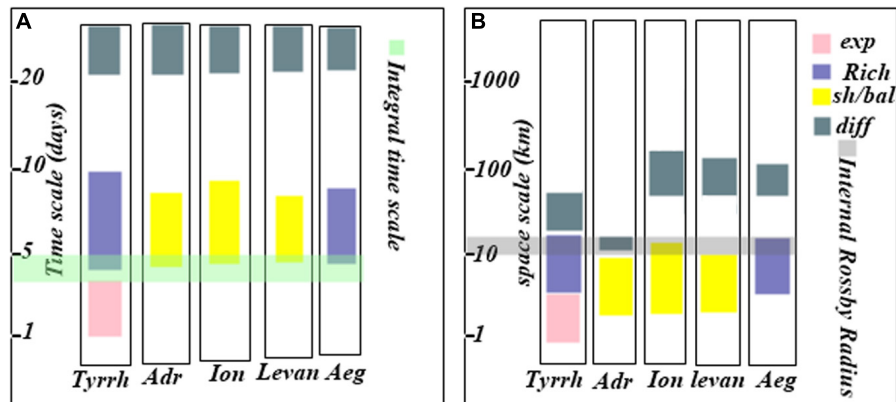 A
-20
-10
-5
-1
Time scale (days)
Tyrrh Adr Ion Levan Aeg
Integral time scale
B
-1000
-100
-10
-1
space scale (km)
Tyrrh Adr Ion levan Aeg
exp
Rich
sh/bal
diff
Internal Rossby Radius